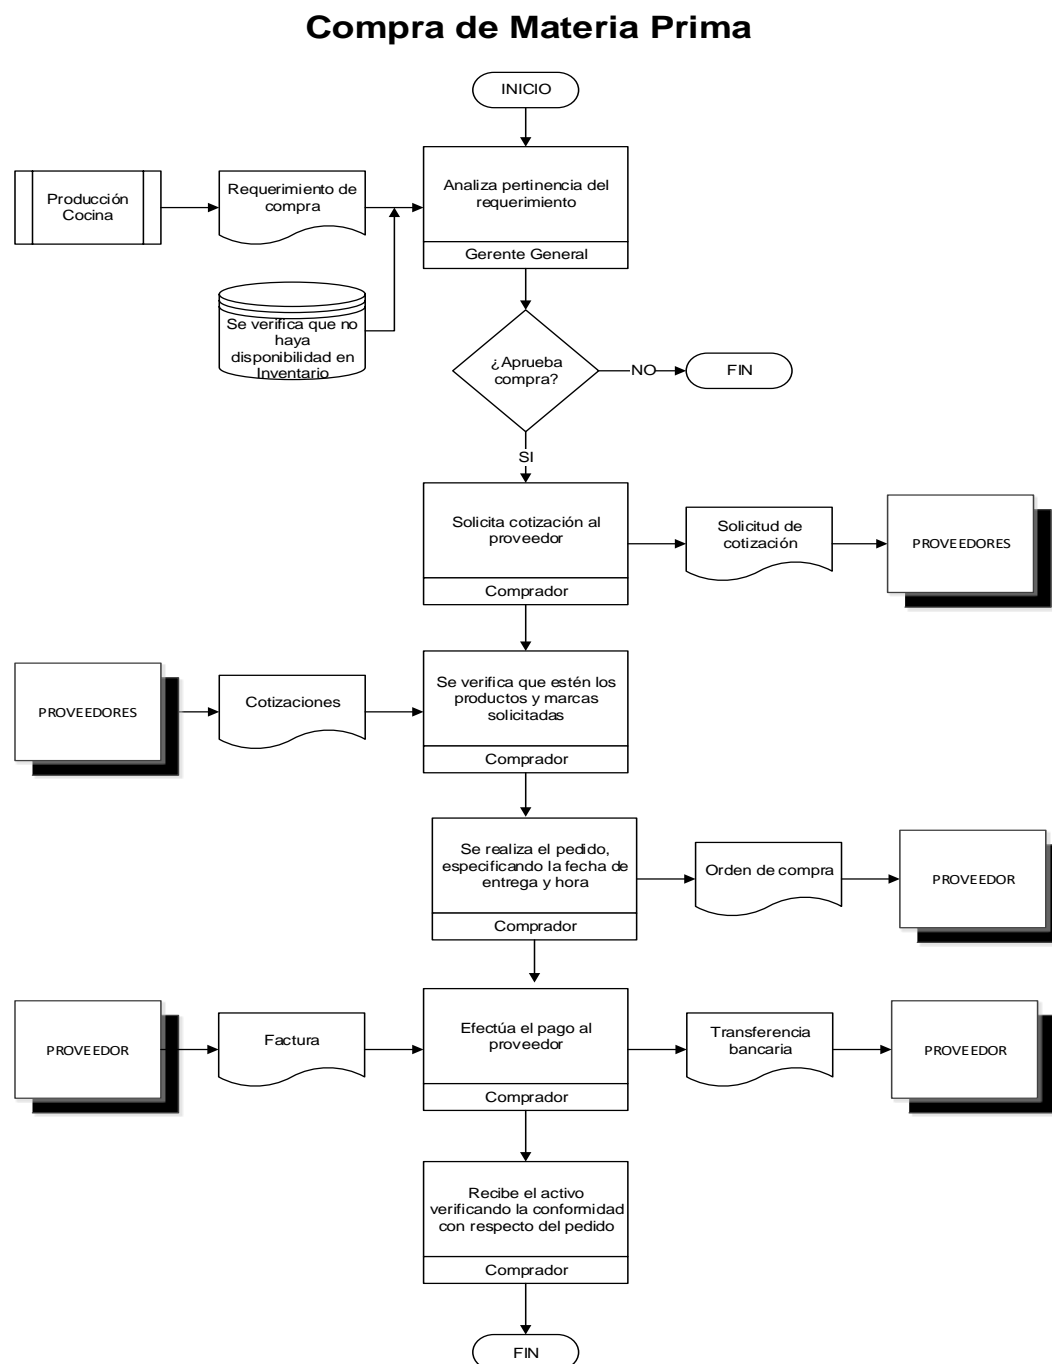 Compra de Materia Prima
INICIO
Producción
Cocina
Requerimiento de
compra
Analiza pertinencia del
requerimiento
Gerente General
Se verifica que no
haya
disponibilidad en
Inventario
¿Aprueba
compra?
NO
FIN
SI
Solicita cotización al
proveedor
Comprador
Solicitud de
cotización
PROVEEDORES
PROVEEDORES
Cotizaciones
Se verifica que estén los
productos y marcas
solicitadas
Comprador
Se realiza el pedido,
especificando la fecha de
entrega y hora
Comprador
Orden de compra
PROVEEDOR
PROVEEDOR
Factura
Efectúa el pago al
proveedor
Comprador
Transferencia
bancaria
PROVEEDOR
Recibe el activo
verificando la conformidad
con respecto del pedido
Comprador
FIN